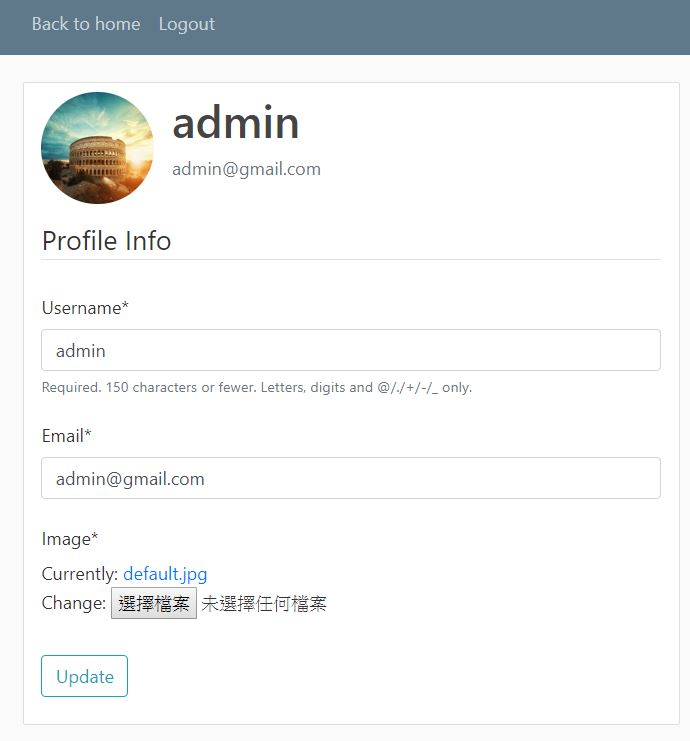 Back to home Logout
admin
admin@gmail.com
Profile Info
Username*
admin
Required. 150 characters or fewer. Letters, digits and @/./+/-/_ only.
Email*
admin@gmail.com
Image*
Currently: default.jpg
Change: 選擇檔案 未選擇任何檔案
Update